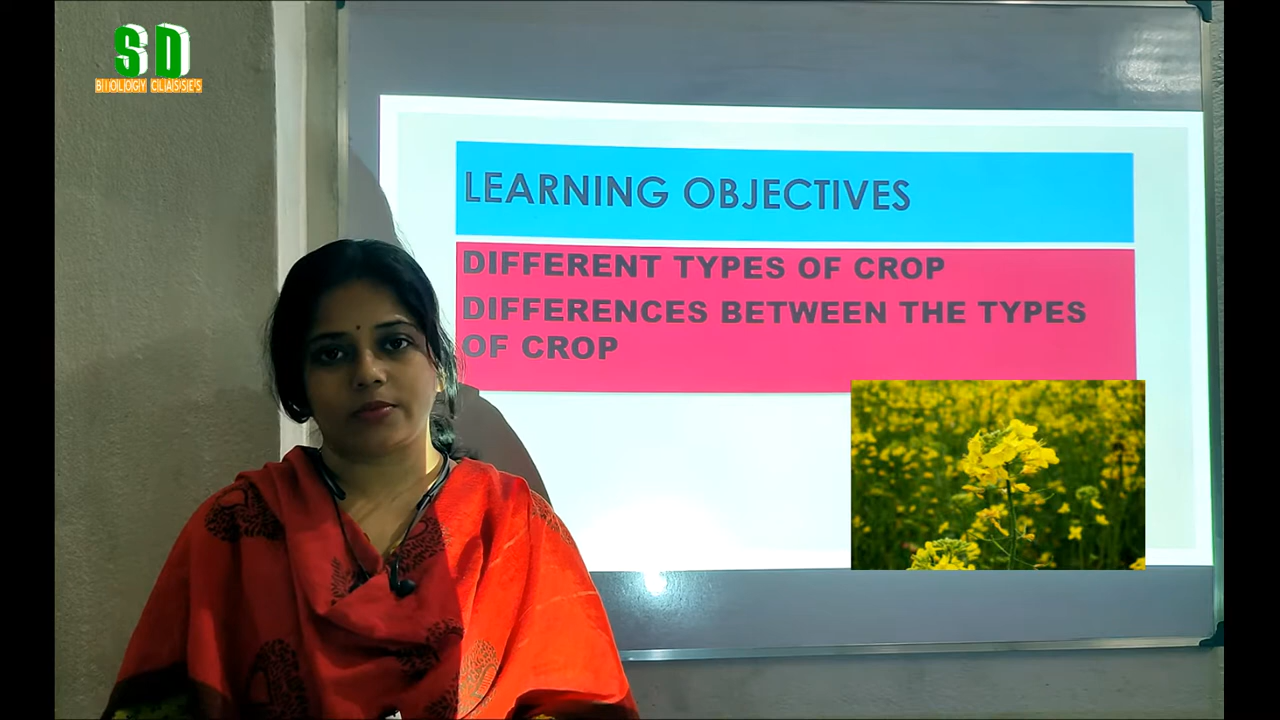 SD
BIOLOGY CLASSES
LEARNING OBJECTIVES
DIFFERENT TYPES OF CROP
DIFFERENCES BETWEEN THE TYPES
OF CROP